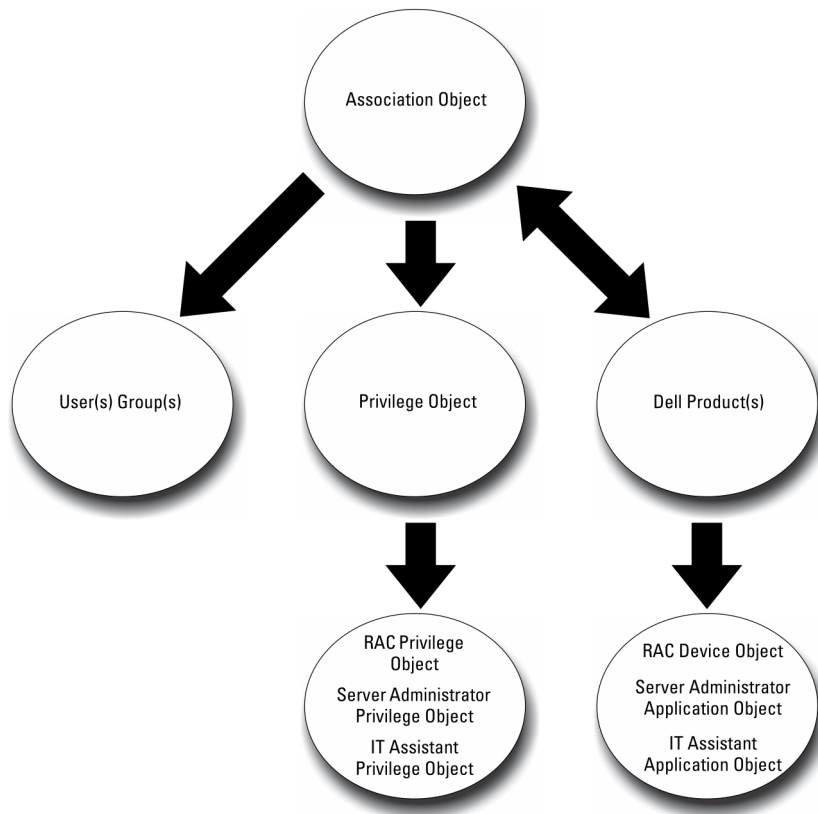 Association Object
User(s) Group(s)
Privilege Object
Dell Product(s)
RAC Privilege
Object
Server Administrator
Privilege Object
IT Assistant
Privilege Object
RAC Device Object
Server Administrator
Application Object
IT Assistant
Application Object